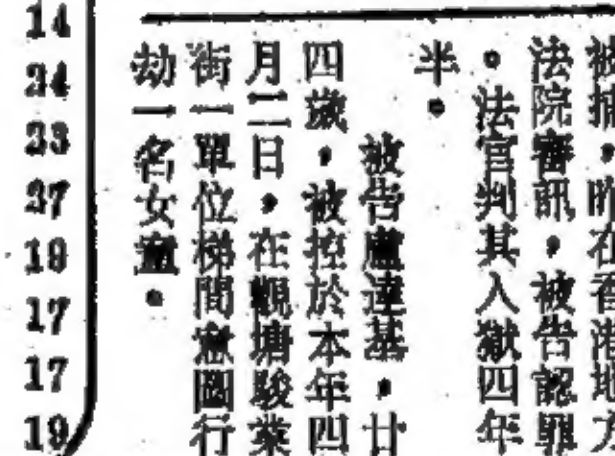 被捕，昨在香港地方
法院審訊，被告認罪
。法官判其入獄四年
半。
被告盧達基，廿
四歲，被控於本年四
月二日，在觀塘駿業
街一單位梯間意圖行
劫一名女童。
14
24
23
27
19
17
17
19